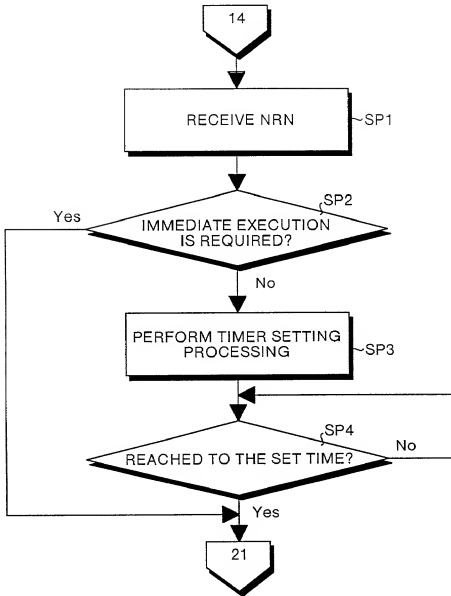 14
RECEIVE NRN
SP1
SP2
Yes
IMMEDIATE EXECUTION
IS REQUIRED?
No
PERFORM TIMER SETTING
PROCESSING
SP3
SP4
No
REACHED TO THE SET TIME?
Yes
21